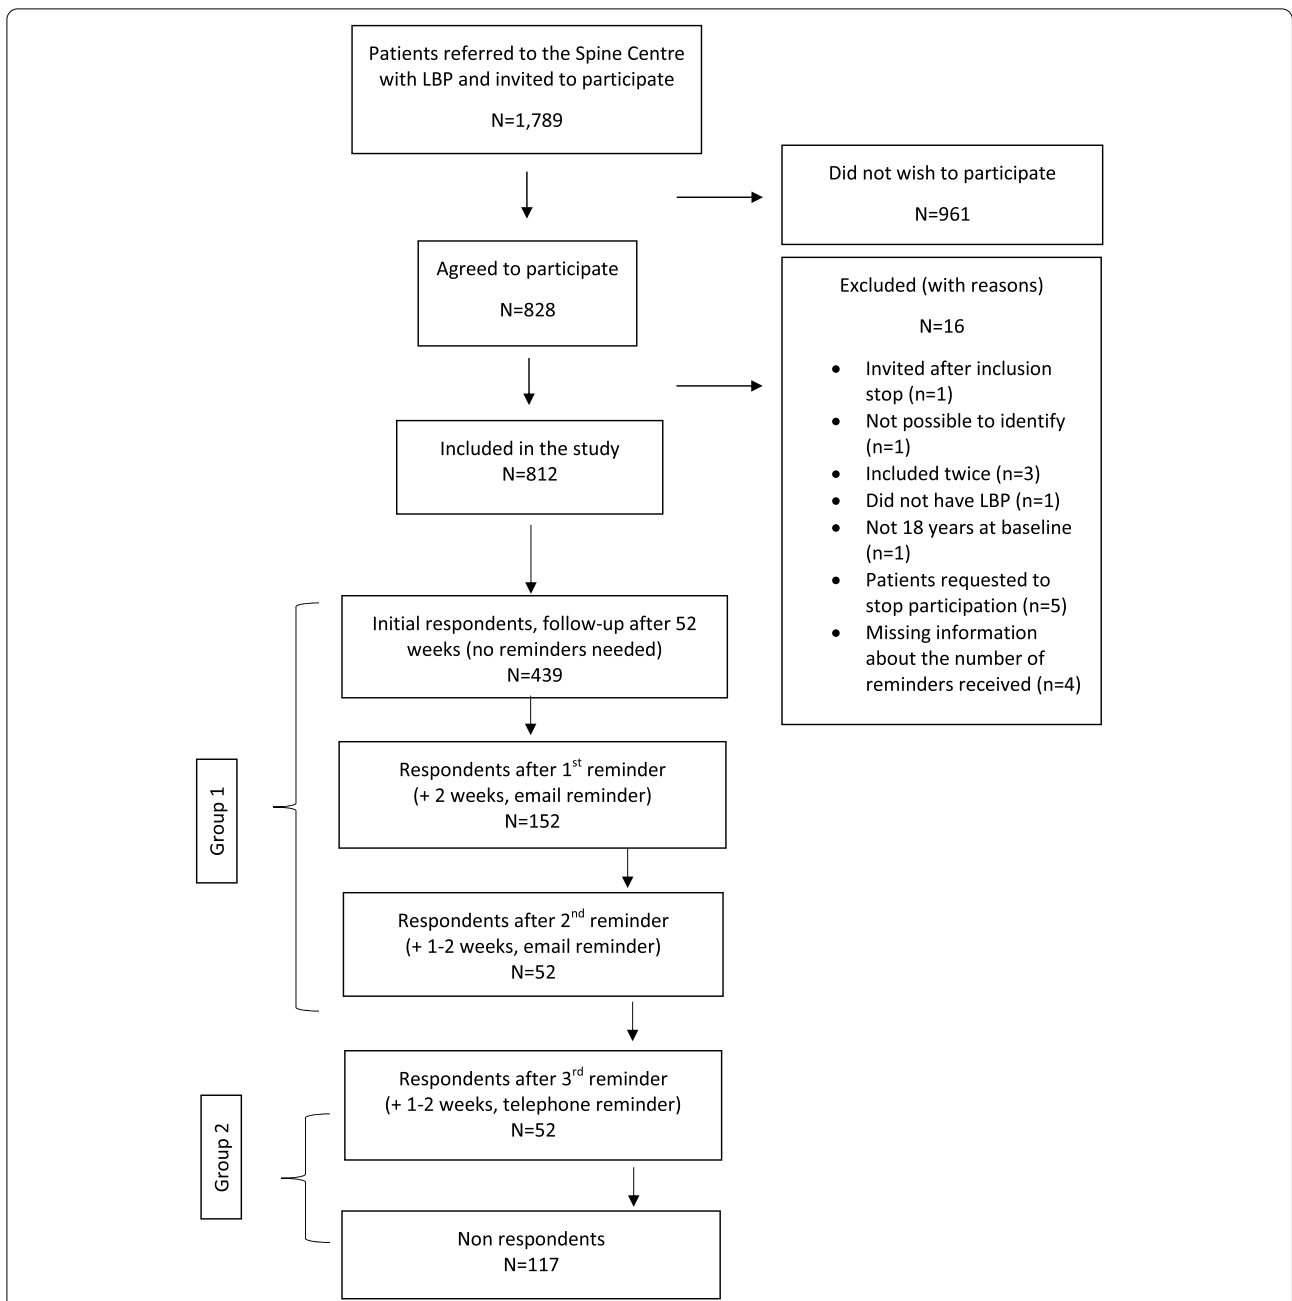 Patients referred to the Spine Centre
with LBP and invited to participate
N=1,789
Did not wish to participate
N=961
Agreed to participate
N=828
Excluded (with reasons)
N=16
• Invited after inclusion
stop (n=1)
• Not possible to identify
(n=1)
• Included twice (n=3)
• Did not have LBP (n=1)
• Not 18 years at baseline
(n=1)
• Patients requested to
stop participation (n=5)
• Missing information
about the number of
reminders received (n=4)
Included in the study
N=812
Initial respondents, follow-up after 52
weeks (no reminders needed)
N=439
Group 1
Respondents after 1st reminder
(+ 2 weeks, email reminder)
N=152
Respondents after 2nd reminder
(+ 1-2 weeks, email reminder)
N=52
Group 2
Respondents after 3rd reminder
(+ 1-2 weeks, telephone reminder)
N=52
Non respondents
N=117